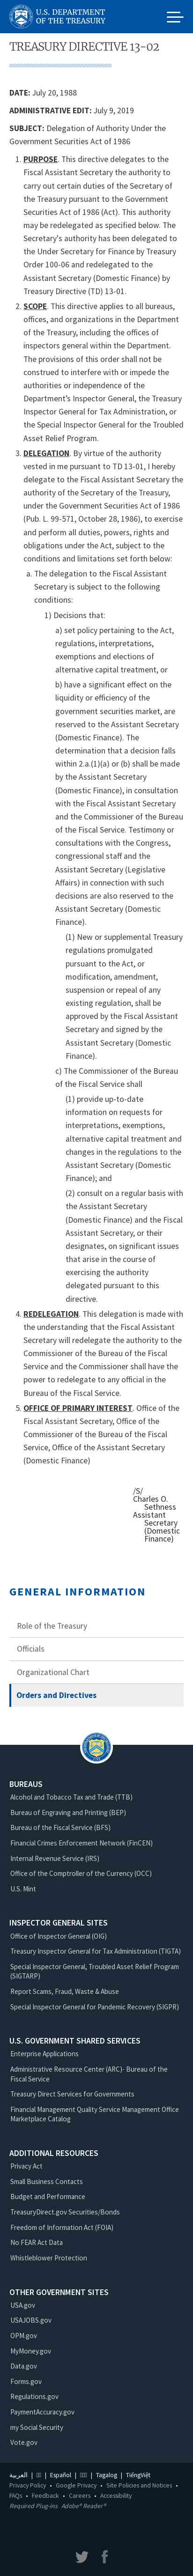 U.S. DEPARTMENT
OF THE TREASURY
TREASURY DIRECTIVE 13-02
DATE: July 20, 1988
ADMINISTRATIVE EDIT: July 9, 2019
SUBJECT: Delegation of Authority Under the
Government Securities Act of 1986
1. PURPOSE. This directive delegates to the
Fiscal Assistant Secretary the authority to
carry out certain duties of the Secretary of
the Treasury with respect to the Government
Securities Act of 1986 (Act). This authority
may be redelegated as specified below. The
Secretary's authority has been delegated to
the Under Secretary for Finance by Treasury
Order 100-06 and redelegated to the
Assistant Secretary (Domestic Finance) by
Treasury Directive (TD) 13-01.
2. SCOPE. This directive applies to all bureaus,
offices, and organizations in the Department
of the Treasury, including the offices of
inspectors general within the Department.
The provisions of this order shall not be
construed to interfere with or impede the
authorities or independence of the
Department's Inspector General, the Treasury
Inspector General for Tax Administration, or
the Special Inspector General for the Troubled
Asset Relief Program.
3. DELEGATION. By virtue of the authority
vested in me pursuant to TD 13-01, I hereby
delegate to the Fiscal Assistant Secretary the
authority of the Secretary of the Treasury,
under the Government Securities Act of 1986
(Pub. L. 99-571, October 28, 1986), to exercise
and perform all duties, powers, rights and
obligations under the Act, subject to the
conditions and limitations set forth below:
a. The delegation to the Fiscal Assistant
Secretary is subject to the following
conditions:
1) Decisions that:
a) set policy pertaining to the Act,
regulations, interpretations,
exemptions and elections of
alternative capital treatment, or
b) have a significant effect on the
liquidity or efficiency of the
government securities market, are
reserved to the Assistant Secretary
(Domestic Finance). The
determination that a decision falls
within 2.a.(1)(a) or (b) shall be made
by the Assistant Secretary
(Domestic Finance), in consultation
with the Fiscal Assistant Secretary
and the Commissioner of the Bureau
of the Fiscal Service. Testimony or
consultations with the Congress,
congressional staff and the
Assistant Secretary (Legislative
Affairs) in connection with such
decisions are also reserved to the
Assistant Secretary (Domestic
Finance).
(1) New or supplemental Treasury
regulations promulgated
pursuant to the Act, or
modification, amendment,
suspension or repeal of any
existing regulation, shall be
approved by the Fiscal Assistant
Secretary and signed by the
Assistant Secretary (Domestic
Finance).
c) The Commissioner of the Bureau
of the Fiscal Service shall
(1) provide up-to-date
information on requests for
interpretations, exemptions,
alternative capital treatment and
changes in the regulations to the
Assistant Secretary (Domestic
Finance); and
(2) consult on a regular basis with
the Assistant Secretary
(Domestic Finance) and the Fiscal
Assistant Secretary, or their
designates, on significant issues
that arise in the course of
exercising the authority
delegated pursuant to this
directive.
4. REDELEGATION. This delegation is made with
the understanding that the Fiscal Assistant
Secretary will redelegate the authority to the
Commissioner of the Bureau of the Fiscal
Service and the Commissioner shall have the
power to redelegate to any official in the
Bureau of the Fiscal Service.
5. OFFICE OF PRIMARY INTEREST. Office of the
Fiscal Assistant Secretary, Office of the
Commissioner of the Bureau of the Fiscal
Service, Office of the Assistant Secretary
(Domestic Finance)
/S/
Charles O.
Sethness
Assistant
Secretary
(Domestic
Finance)
GENERAL INFORMATION
Role of the Treasury
Officials
Organizational Chart
Orders and Directives
BUREAUS
Alcohol and Tobacco Tax and Trade (TTB)
Bureau of Engraving and Printing (BEP)
Bureau of the Fiscal Service (BFS)
Financial Crimes Enforcement Network (FinCEN)
Internal Revenue Service (IRS)
Office of the Comptroller of the Currency (OCC)
U.S. Mint
INSPECTOR GENERAL SITES
Office of Inspector General (OIG)
Treasury Inspector General for Tax Administration (TIGTA)
Special Inspector General, Troubled Asset Relief Program
(SIGTARP)
Report Scams, Fraud, Waste & Abuse
Special Inspector General for Pandemic Recovery (SIGPR)
U.S. GOVERNMENT SHARED SERVICES
Enterprise Applications
Administrative Resource Center (ARC)- Bureau of the
Fiscal Service
Treasury Direct Services for Governments
Financial Management Quality Service Management Office
Marketplace Catalog
ADDITIONAL RESOURCES
Privacy Act
Small Business Contacts
Budget and Performance
TreasuryDirect.gov Securities/Bonds
Freedom of Information Act (FOIA)
No FEAR Act Data
Whistleblower Protection
OTHER GOVERNMENT SITES
USA.gov
USAJOBS.gov
OPM.gov
MyMoney.gov
Data.gov
Forms.gov
Regulations.gov
PaymentAccuracy.gov
my Social Security
Vote.gov
العربية | | Español | | Tagalog | TiếngViệt
Privacy Policy • Google Privacy • Site Policies and Notices •
FAQs • Feedback • Careers • Accessibility
Required Plug-ins Adobe® Reader®